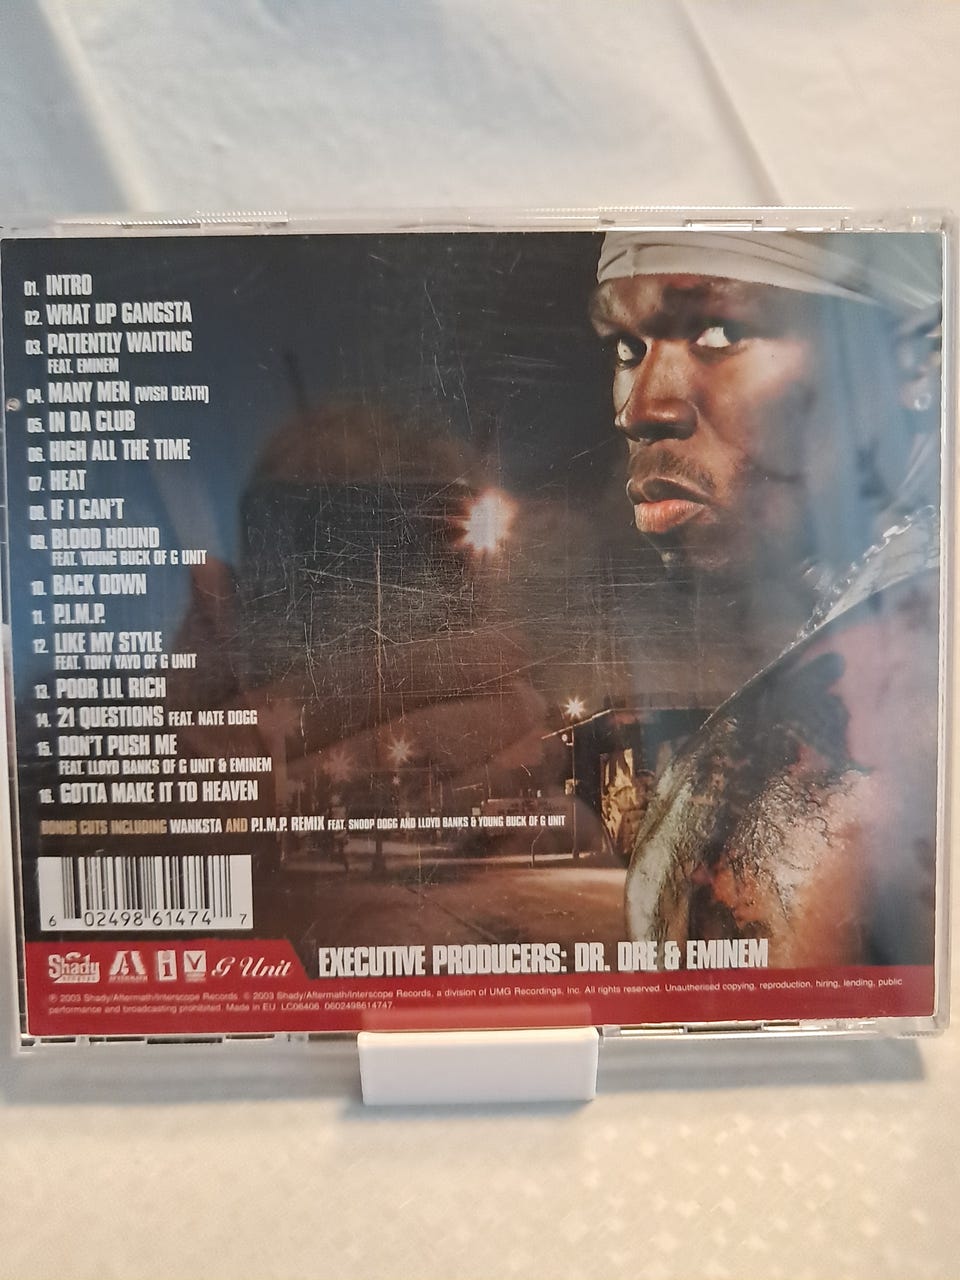 01. INTRO
02. WHAT UP GANGSTA
03. PATIENTLY WAITING
FEAT. EMINEM
04. MANY MEN (WISH DEATH)
05. IN DA CLUB
06. HIGH ALL THE TIME
07. HEAT
08. IF I CAN'T
09. BLOOD HOUND
FEAT. YOUNG BUCK OF G UNIT
10. BACK DOWN
11. P.I.M.P.
12. LIKE MY STYLE
FEAT. TONY YAYO OF G UNIT
13. POOR LIL RICH
14. 21 QUESTIONS FEAT. NATE DOGG
15. DON'T PUSH ME
FEAT. LLOYD BANKS OF G UNIT & EMINEM
16. GOTTA MAKE IT TO HEAVEN
BONUS CUTS INCLUDING WANKSTA AND P.I.M.P. REMIX FEAT. SNOOP DOGG AND LLOYD BANKS & YOUNG BUCK OF G UNIT
6 02498 61474 7
Shady RECORDS AFTERMATH i V G Unit EXECUTIVE PRODUCERS: DR. DRE & EMINEM
℗ 2003 Shady/Aftermath/Interscope Records. © 2003 Shady/Aftermath/Interscope Records, a division of UMG Recordings, Inc. All rights reserved. Unauthorised copying, reproduction, hiring, lending, public
performance and broadcasting prohibited. Made in EU. LC06406. 0602498614747.